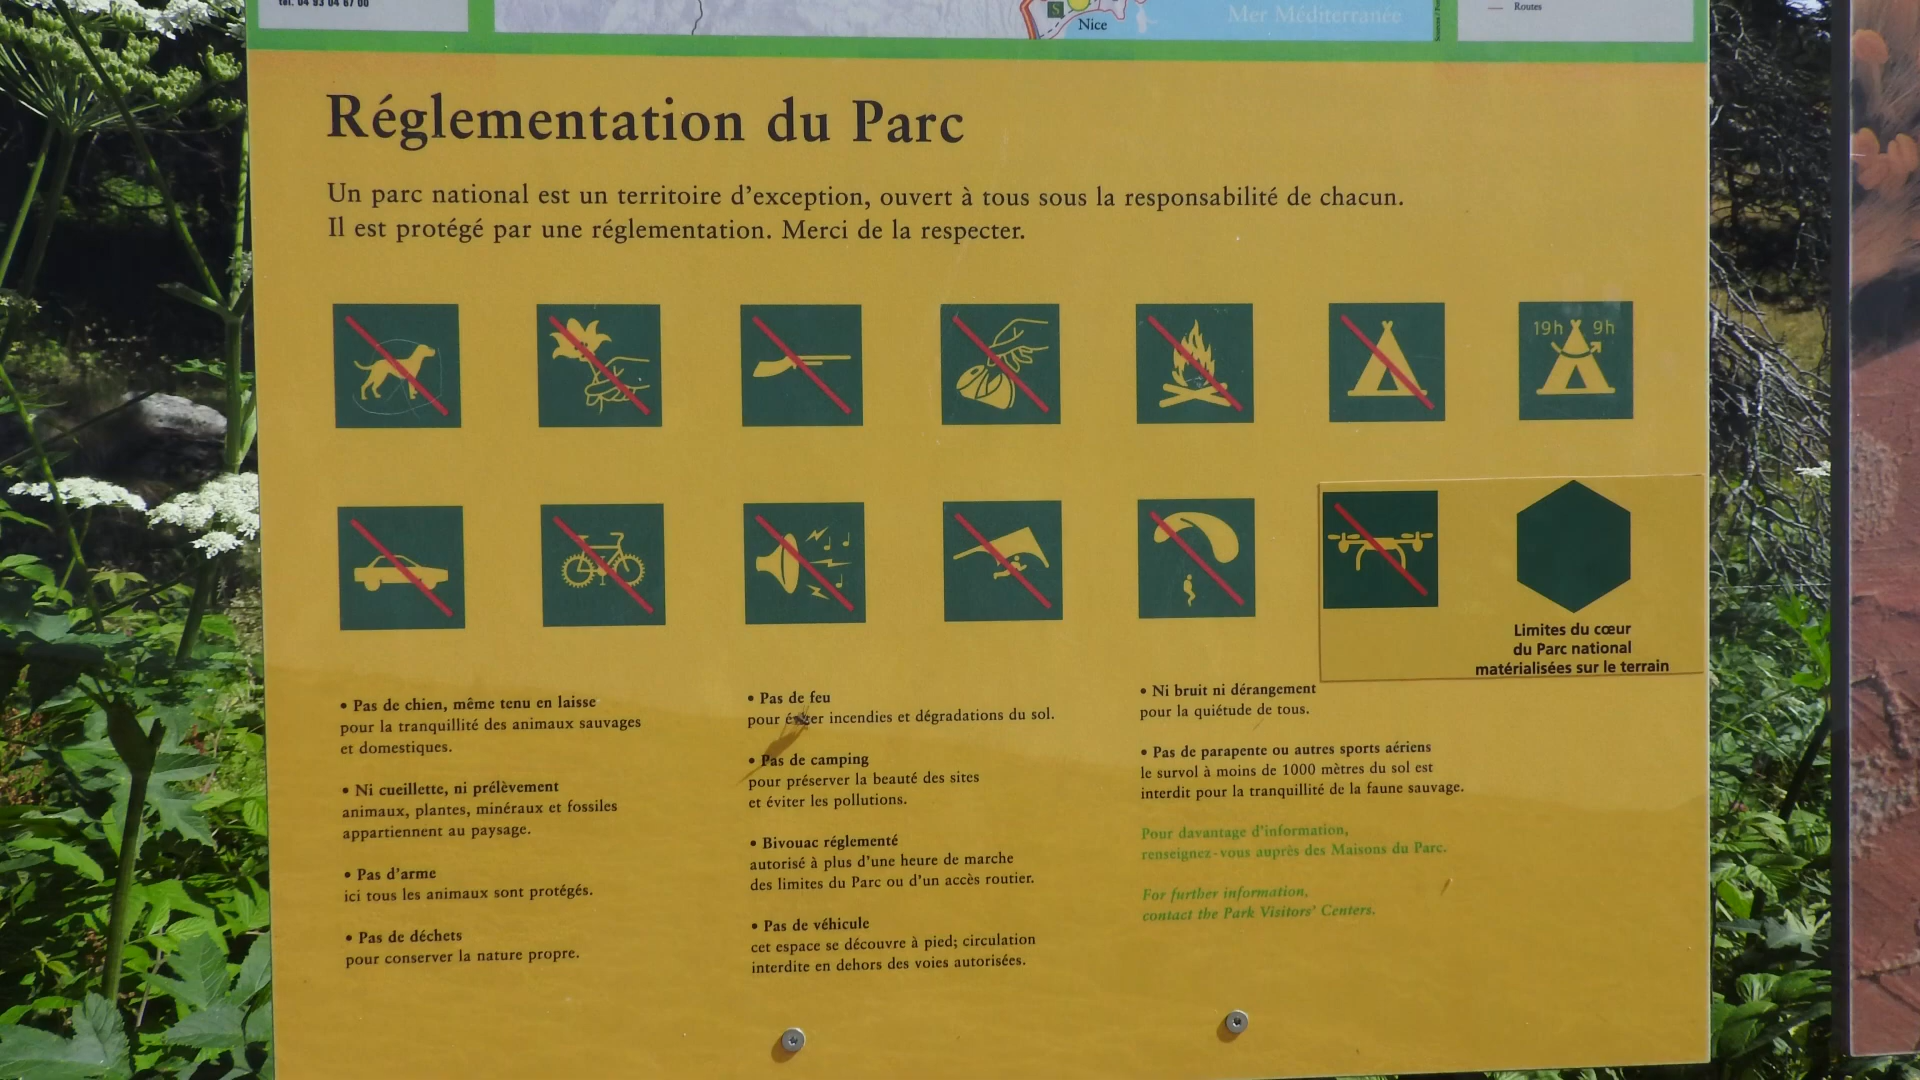 tél. 04 93 04 67 00
S
Nice
Mer Méditerranée
Routes
Réglementation du Parc
Un parc national est un territoire d'exception, ouvert à tous sous la responsabilité de chacun.
Il est protégé par une réglementation. Merci de la respecter.
19h 9h
Limites du cœur
du Parc national
matérialisées sur le terrain
• Pas de chien, même tenu en laisse
pour la tranquillité des animaux sauvages
et domestiques.
• Ni cueillette, ni prélèvement
animaux, plantes, minéraux et fossiles
appartiennent au paysage.
• Pas d'arme
ici tous les animaux sont protégés.
• Pas de déchets
pour conserver la nature propre.
• Pas de feu
pour éviter incendies et dégradations du sol.
• Pas de camping
pour préserver la beauté des sites
et éviter les pollutions.
• Bivouac réglementé
autorisé à plus d'une heure de marche
des limites du Parc ou d'un accès routier.
• Pas de véhicule
cet espace se découvre à pied; circulation
interdite en dehors des voies autorisées.
• Ni bruit ni dérangement
pour la quiétude de tous.
• Pas de parapente ou autres sports aériens
le survol à moins de 1000 mètres du sol est
interdit pour la tranquillité de la faune sauvage.
Pour davantage d'information,
renseignez-vous auprès des Maisons du Parc.
For further information,
contact the Park Visitors' Centers.